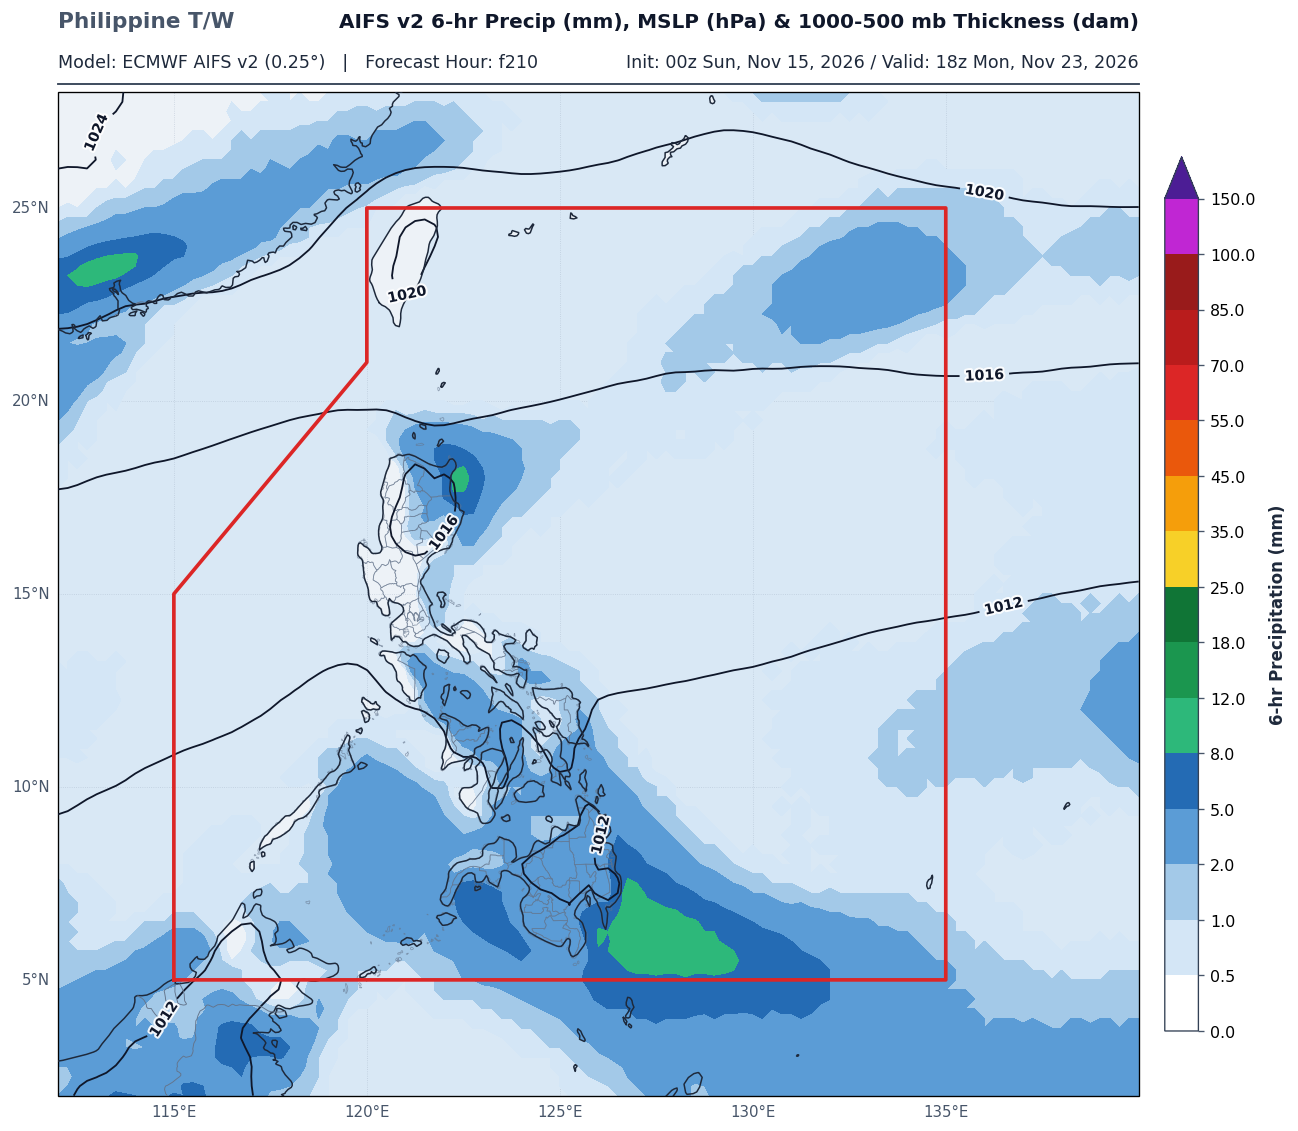 Philippine T/W
AIFS v2 6-hr Precip (mm), MSLP (hPa) & 1000-500 mb Thickness (dam)
Model: ECMWF AIFS v2 (0.25°) | Forecast Hour: f210
Init: 00z Sun, Nov 15, 2026 / Valid: 18z Mon, Nov 23, 2026
1024
1020
1020
1016
1016
1012
1012
1012
25°N
20°N
15°N
10°N
5°N
115°E
120°E
125°E
130°E
135°E
150.0
100.0
85.0
70.0
55.0
45.0
35.0
25.0
18.0
12.0
8.0
5.0
2.0
1.0
0.5
0.0
6-hr Precipitation (mm)